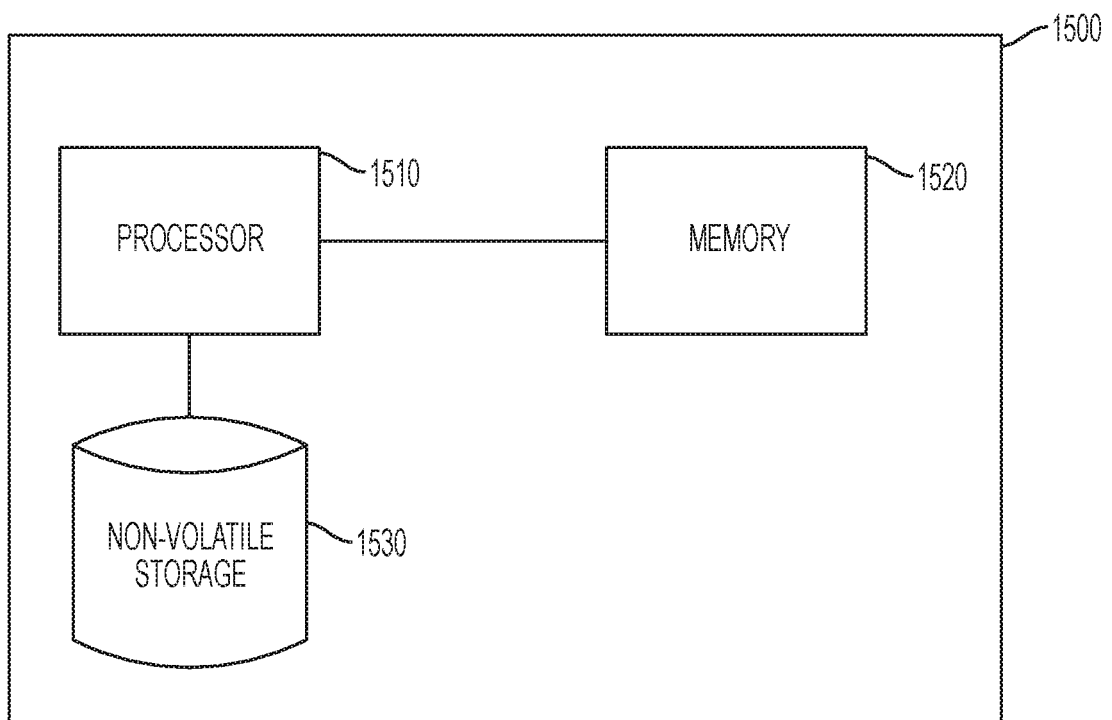 1500
1510
1520
PROCESSOR
MEMORY
NON-VOLATILE
STORAGE
1530